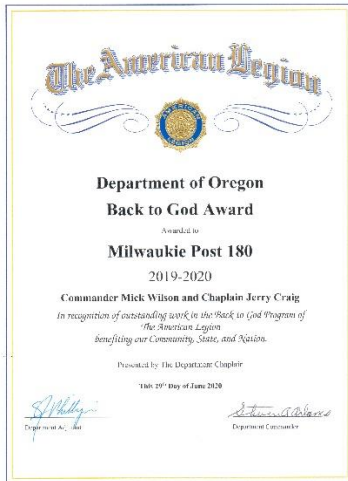 The American Legion
AMERICAN
LEGION
Department of Oregon
Back to God Award
Awarded to
Milwaukie Post 180
2019-2020
Commander Mick Wilson and Chaplain Jerry Craig
In recognition of outstanding work in the Back to God Program of
The American Legion
benefiting our Community, State, and Nation.
Presented by The Department Chaplain
This 29th Day of June 2020
Department Adjutant
Department Commander